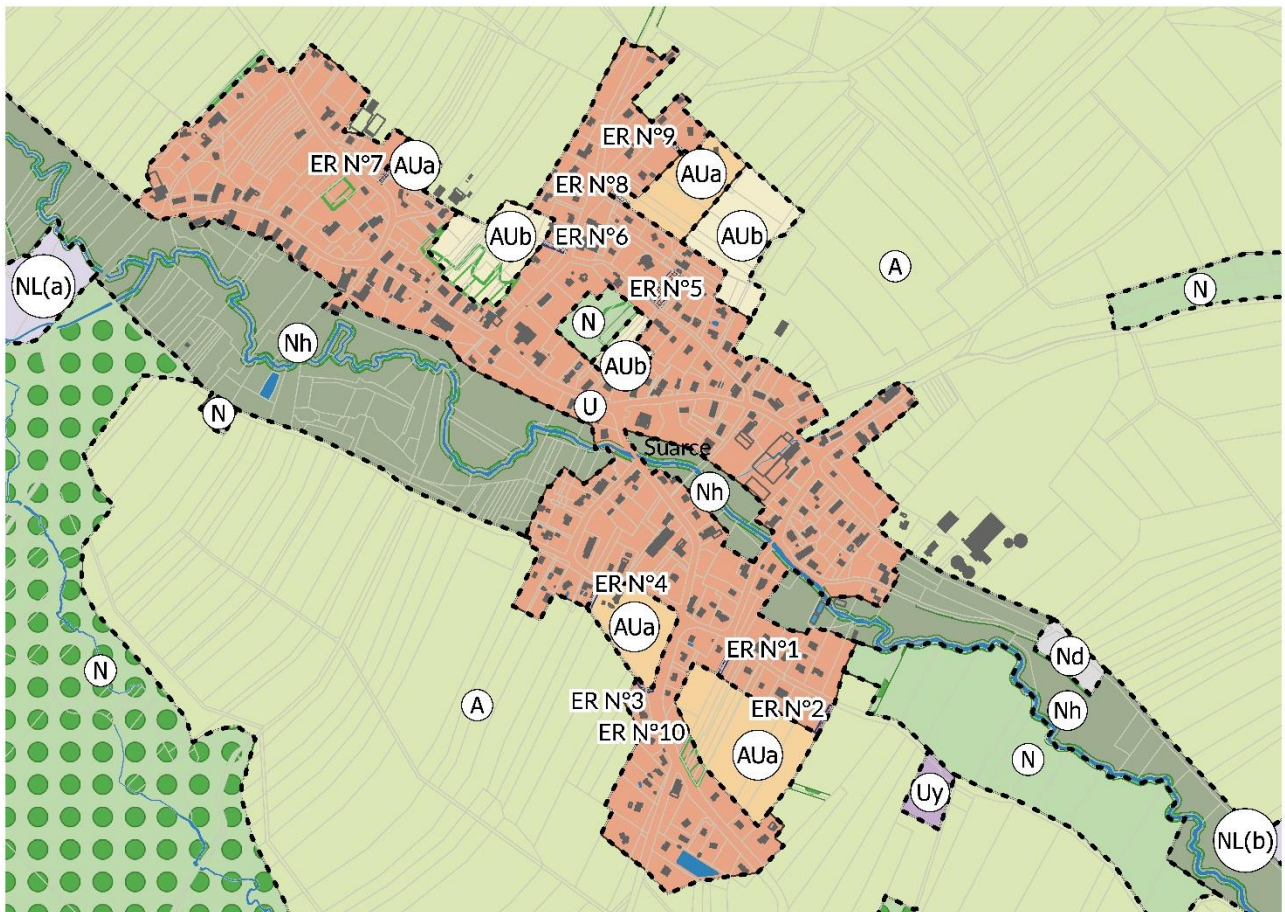 ER N°9
ER N°7
AUa
AUa
ER N°8
AUb
ER N°6
AUb
A
NL(a)
ER N°5
N
N
Nh
AUb
N
U
Suarce
Nh
ER N°4
AUa
ER N°1
Nd
N
A
ER N°3
ER N°2
Nh
ER N°10
AUa
N
Uy
NL(b)